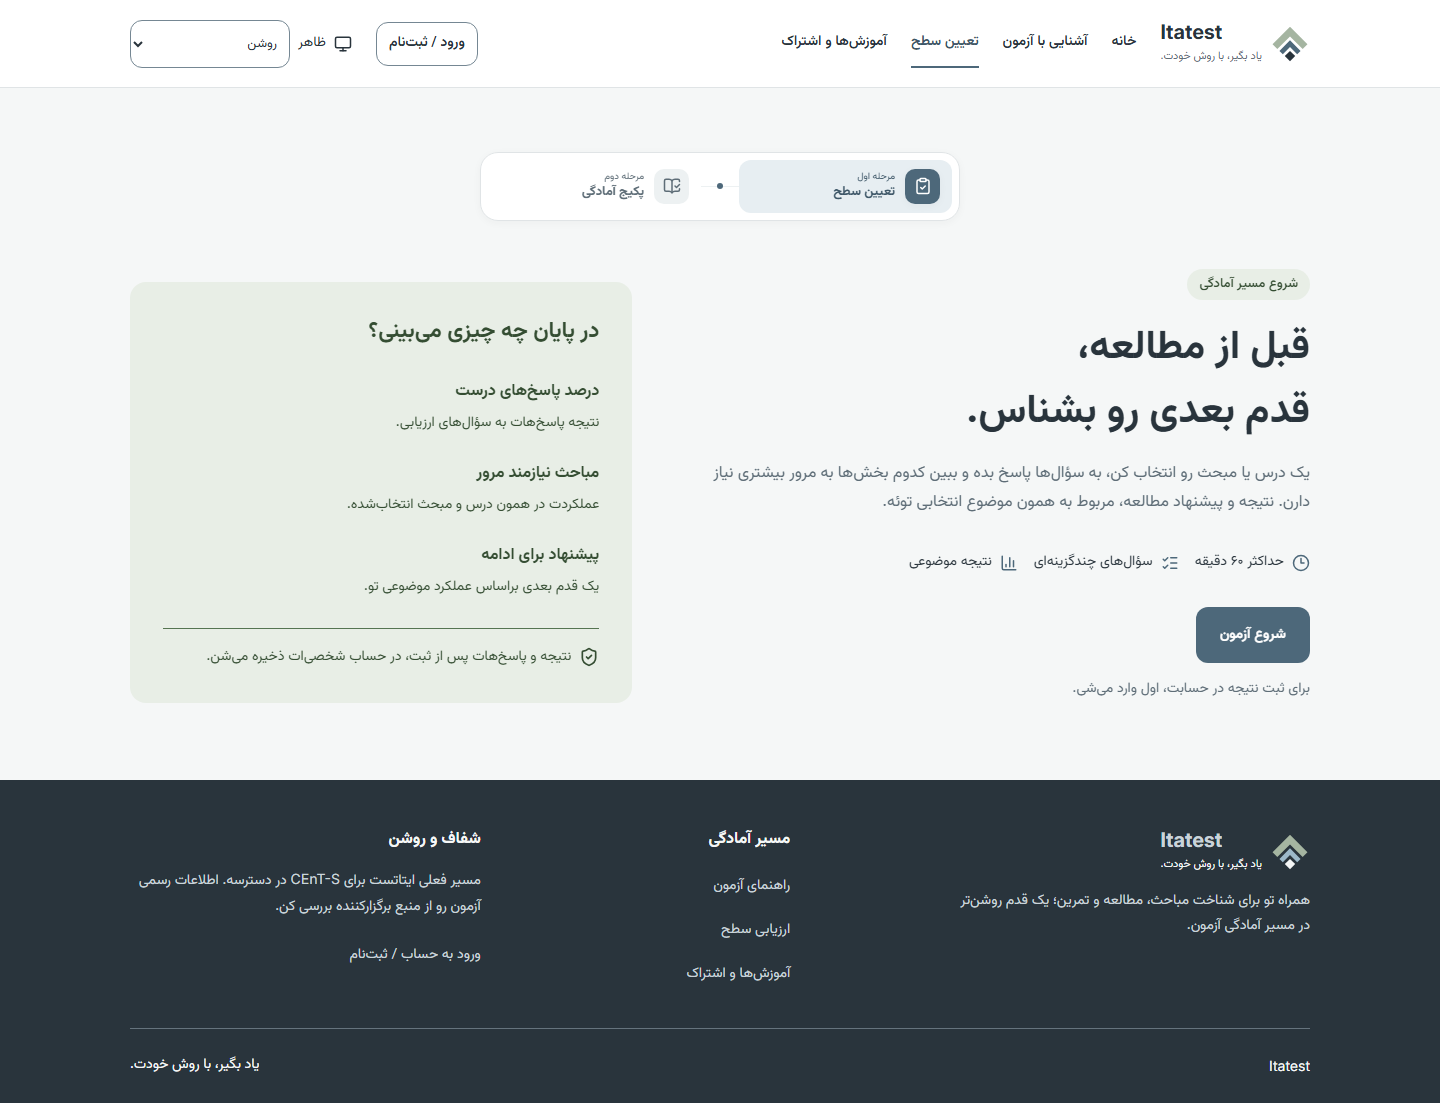 Itatest
یاد بگیر، با روش خودت.
خانه
آشنایی با آزمون
تعیین سطح
آموزش‌ها و اشتراک
ورود / ثبت‌نام
ظاهر
روشن
مرحله اول
تعیین سطح
مرحله دوم
پکیج آمادگی
شروع مسیر آمادگی
قبل از مطالعه،
قدم بعدی رو بشناس.
یک درس یا مبحث رو انتخاب کن، به سؤال‌ها پاسخ بده و ببین کدوم بخش‌ها به مرور بیشتری نیاز
دارن. نتیجه و پیشنهاد مطالعه، مربوط به همون موضوع انتخابی توئه.
حداکثر ۶۰ دقیقه
سؤال‌های چندگزینه‌ای
نتیجه موضوعی
شروع آزمون
برای ثبت نتیجه در حسابت، اول وارد می‌شی.
در پایان چه چیزی می‌بینی؟
درصد پاسخ‌های درست
نتیجه پاسخ‌هات به سؤال‌های ارزیابی.
مباحث نیازمند مرور
عملکردت در همون درس و مبحث انتخاب‌شده.
پیشنهاد برای ادامه
یک قدم بعدی براساس عملکرد موضوعی تو.
نتیجه و پاسخ‌هات پس از ثبت، در حساب شخصی‌ات ذخیره می‌شن.
Itatest
یاد بگیر، با روش خودت.
همراه تو برای شناخت مباحث، مطالعه و تمرین؛ یک قدم روشن‌تر
در مسیر آمادگی آزمون.
مسیر آمادگی
راهنمای آزمون
ارزیابی سطح
آموزش‌ها و اشتراک
شفاف و روشن
مسیر فعلی ایتاتست برای CEnT-S در دسترسه. اطلاعات رسمی
آزمون رو از منبع برگزارکننده بررسی کن.
ورود به حساب / ثبت‌نام
Itatest
یاد بگیر، با روش خودت.